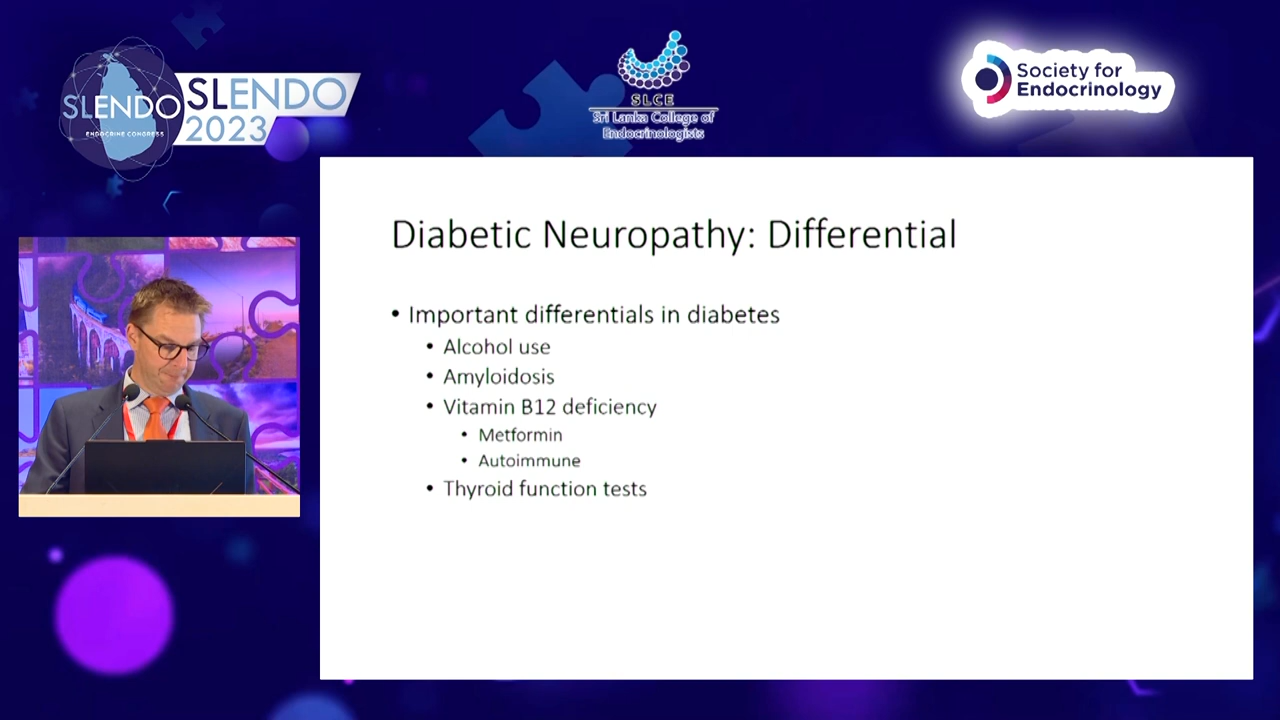 SLENDO
ENDOCRINE CONGRESS
SLENDO
2023
SLCE
Sri Lanka College of
Endocrinologists
Society for
Endocrinology
Diabetic Neuropathy: Differential
• Important differentials in diabetes
• Alcohol use
• Amyloidosis
• Vitamin B12 deficiency
• Metformin
• Autoimmune
• Thyroid function tests